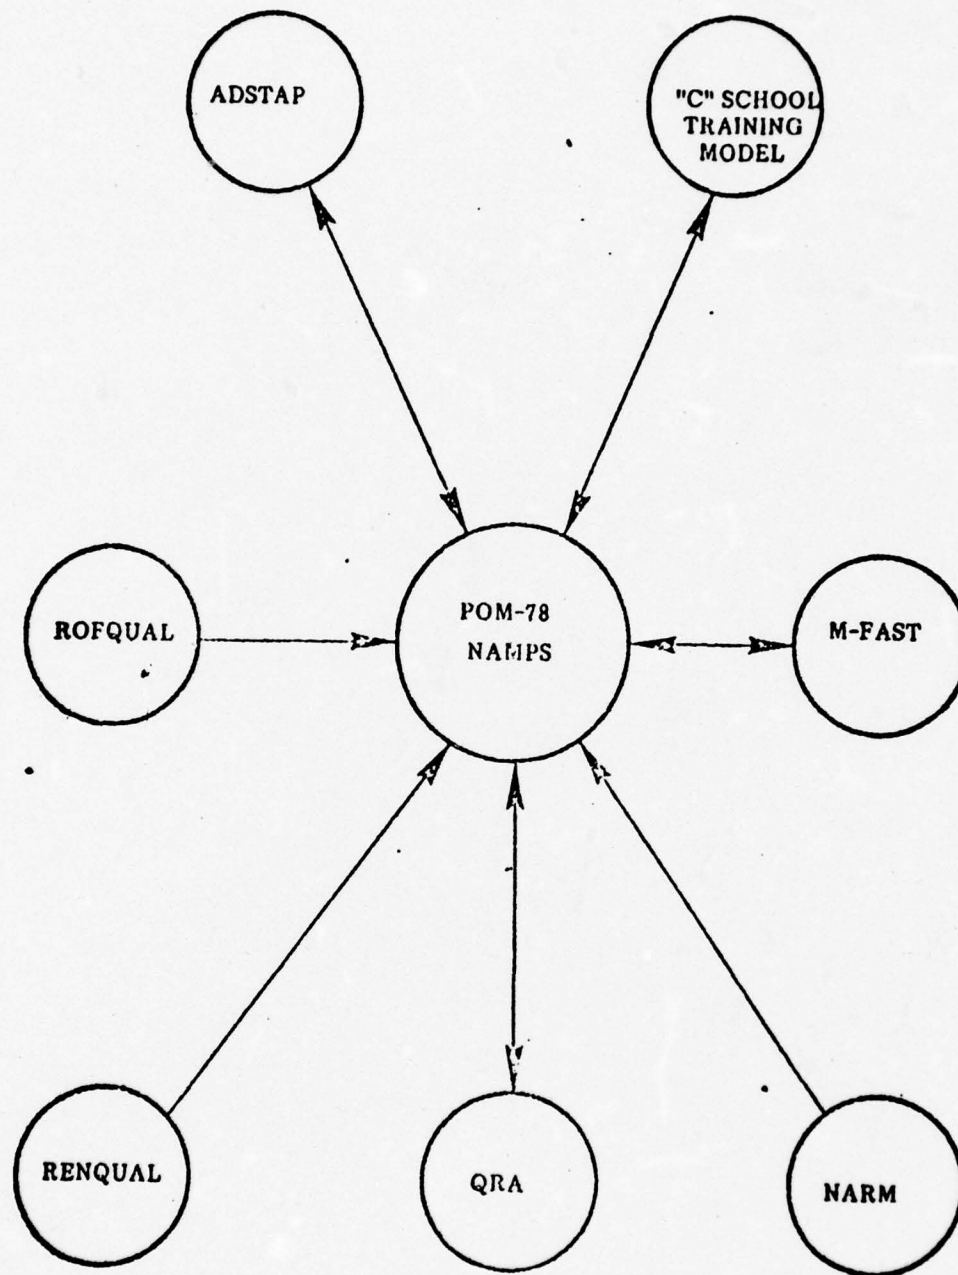 ADSTAP
"C" SCHOOL
TRAINING
MODEL
POM-78
NAMPS
ROFQUAL
M-FAST
RENQUAL
QRA
NARM